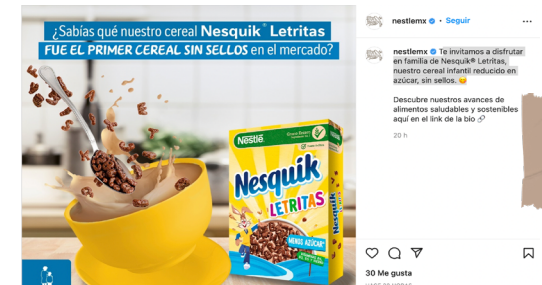 ¿Sabías qué nuestro cereal Nesquik® Letritas
FUE EL PRIMER CEREAL SIN SELLOS en el mercado?
Nestlé
Nesquik
LETRITAS
MENOS AZÚCAR*
Nesquik
nestlemx • Seguir
nestlemx Te invitamos a disfrutar
en familia de Nesquik® Letritas,
nuestro cereal infantil reducido en
azúcar, sin sellos. 😋
Descubre nuestros avances de
alimentos saludables y sostenibles
aquí en el link de la bio 🔗
20 h
30 Me gusta